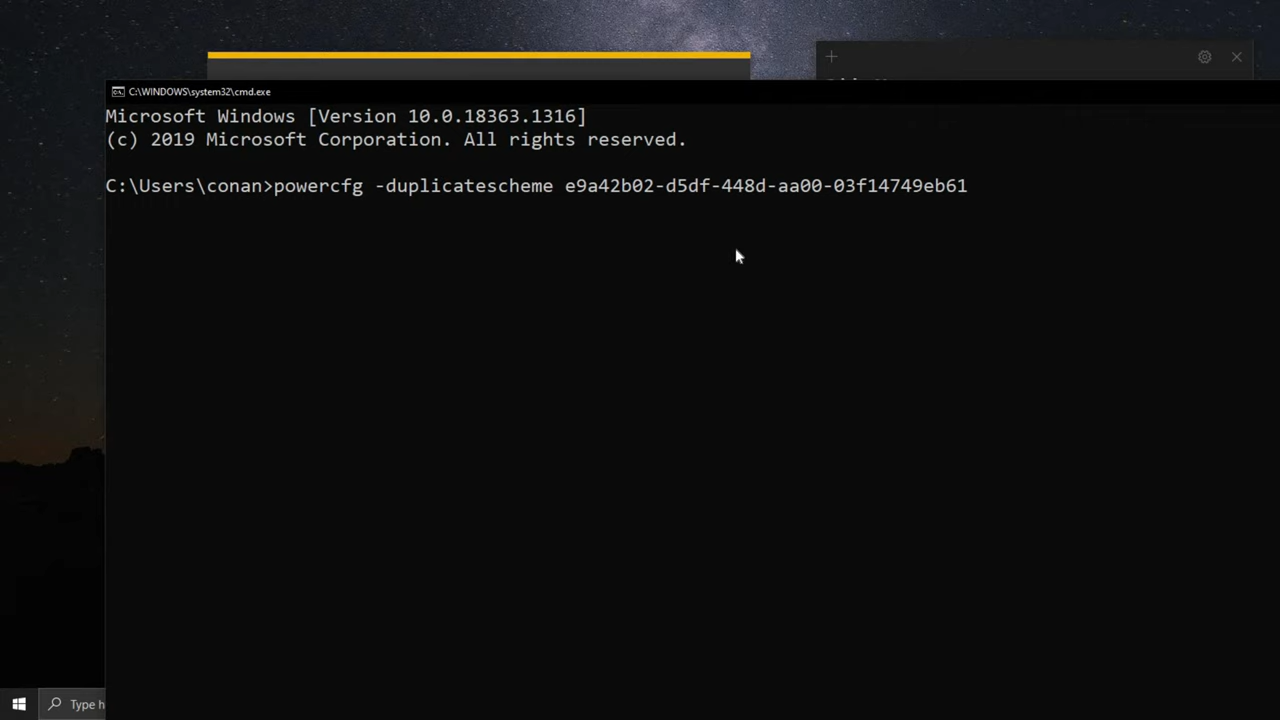 C:\WINDOWS\system32\cmd.exe
Microsoft Windows [Version 10.0.18363.1316]
(c) 2019 Microsoft Corporation. All rights reserved.
C:\Users\conan>powercfg -duplicatescheme e9a42b02-d5df-448d-aa00-03f14749eb61
Type h